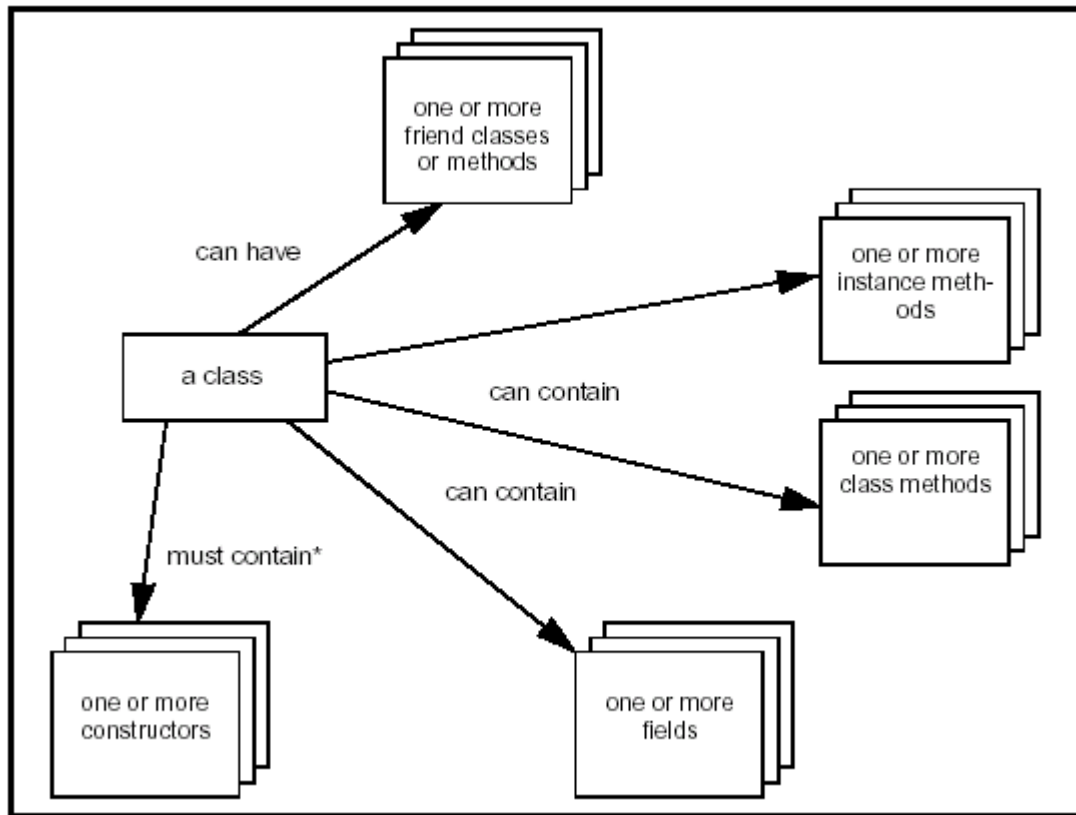 one or more
friend classes
or methods
can have
one or more
instance meth-
ods
a class
can contain
one or more
class methods
can contain
must contain*
one or more
constructors
one or more
fields